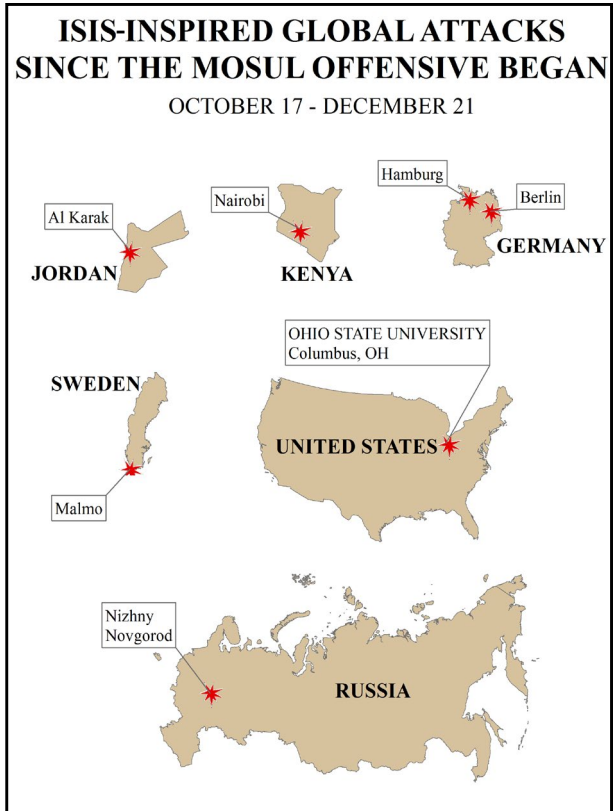 ISIS-INSPIRED GLOBAL ATTACKS
SINCE THE MOSUL OFFENSIVE BEGAN
OCTOBER 17 - DECEMBER 21
Al Karak
JORDAN
Nairobi
KENYA
Hamburg
Berlin
GERMANY
SWEDEN
Malmo
OHIO STATE UNIVERSITY
Columbus, OH
UNITED STATES
Nizhny
Novgorod
RUSSIA